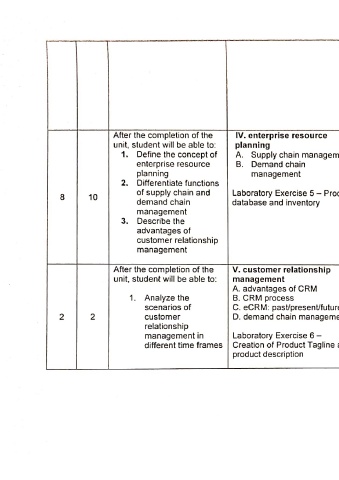 After the completion of the
unit, student will be able to:
1. Define the concept of
enterprise resource
planning
2. Differentiate functions
of supply chain and
demand chain
management
3. Describe the
advantages of
customer relationship
management
8
10
IV. enterprise resource
planning
A. Supply chain managem
B. Demand chain
management
Laboratory Exercise 5 – Proc
database and inventory
After the completion of the
unit, student will be able to:
1. Analyze the
scenarios of
customer
relationship
management in
different time frames
2
2
V. customer relationship
management
A. advantages of CRM
B. CRM process
C. eCRM: past/present/future
D. demand chain manageme
Laboratory Exercise 6 –
Creation of Product Tagline a
product description